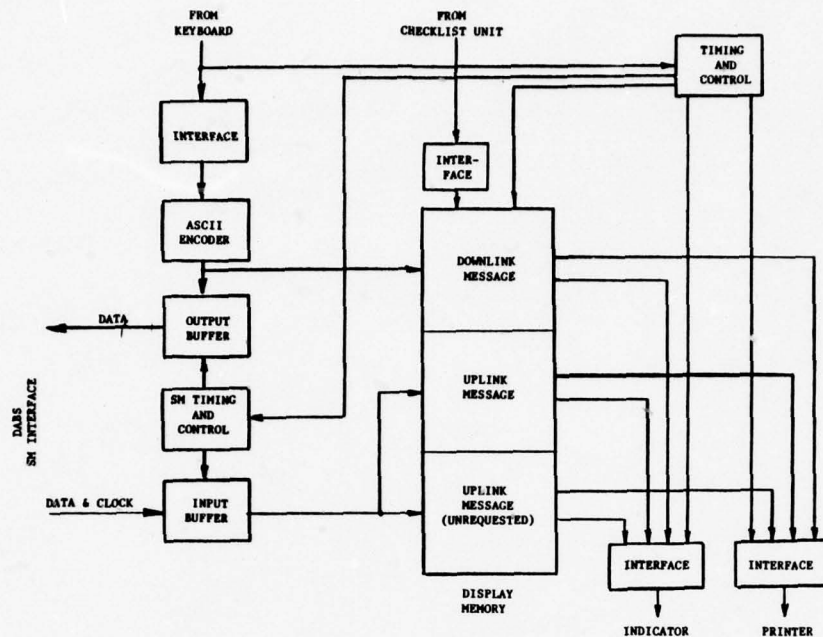 FROM
KEYBOARD
FROM
CHECKLIST UNIT
TIMING
AND
CONTROL
INTERFACE
INTER-
FACE
ASCII
ENCODER
DOWNLINK
MESSAGE
DATA
OUTPUT
BUFFER
UPLINK
MESSAGE
SM TIMING
AND
CONTROL
DABS
SM INTERFACE
DATA & CLOCK
INPUT
BUFFER
UPLINK
MESSAGE
(UNREQUESTED)
INTERFACE
INTERFACE
DISPLAY
MEMORY
INDICATOR
PRINTER